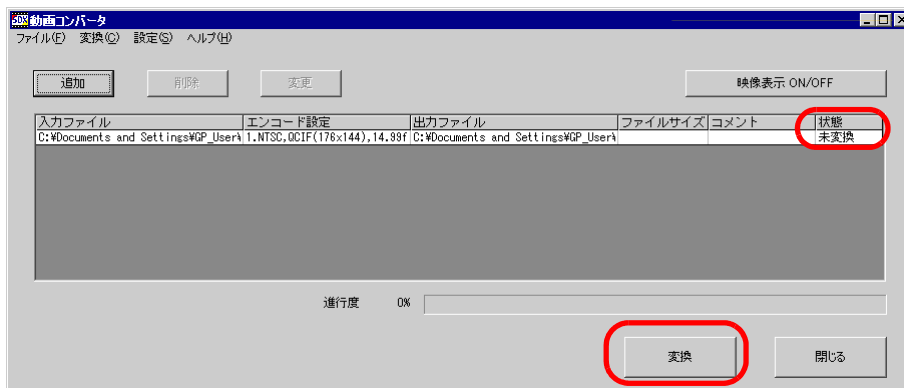 SDX 動画コンバータ
ファイル(F) 変換(C) 設定(S) ヘルプ(H)
追加 削除 変更 映像表示 ON/OFF
入力ファイル エンコード設定 出力ファイル ファイルサイズ コメント 状態
C:¥Documents and Settings¥GP_User¥ 1.NTSC,QCIF(176×144),14.99f C:¥Documents and Settings¥GP_User¥ 未変換
進行度 0%
変換 閉じる